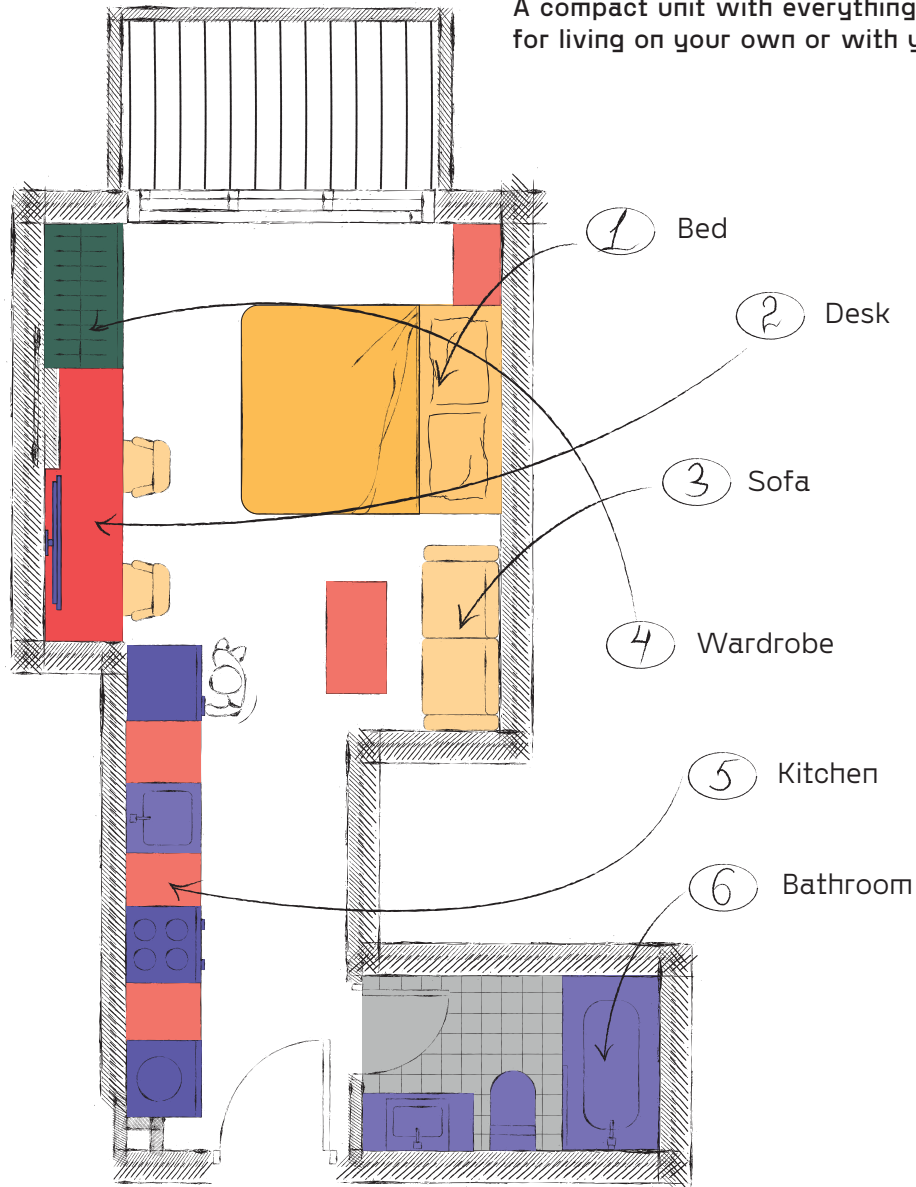 A compact unit with everything
for living on your own or with y
1 Bed
2 Desk
3 Sofa
4 Wardrobe
5 Kitchen
6 Bathroom